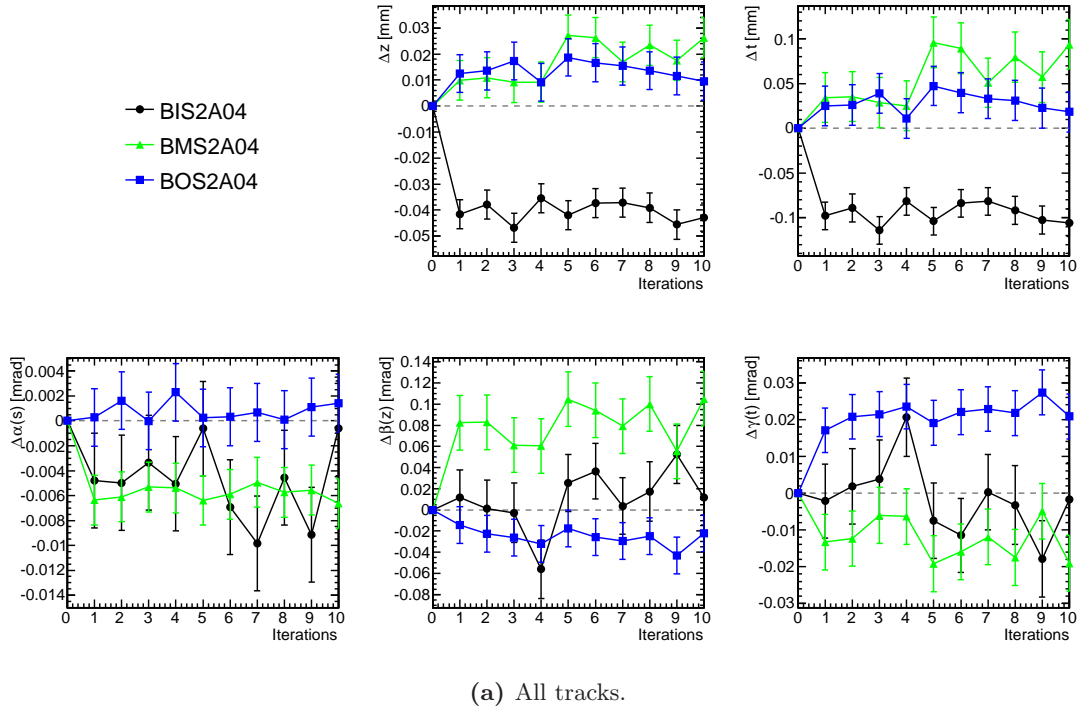 BIS2A04
BMS2A04
BOS2A04
Δz [mm]
0.03
0.02
0.01
0
-0.01
-0.02
-0.03
-0.04
-0.05
0 1 2 3 4 5 6 7 8 9 10
Iterations
Δt [mm]
0.1
0.05
0
-0.05
-0.1
0 1 2 3 4 5 6 7 8 9 10
Iterations
Δα(s) [mrad]
0.004
0.002
0
-0.002
-0.004
-0.006
-0.008
-0.01
-0.012
-0.014
0 1 2 3 4 5 6 7 8 9 10
Iterations
Δβ(z) [mrad]
0.14
0.12
0.10
0.08
0.06
0.04
0.02
0
-0.02
-0.04
-0.06
-0.08
0 1 2 3 4 5 6 7 8 9 10
Iterations
Δγ(t) [mrad]
0.03
0.02
0.01
0
-0.01
-0.02
-0.03
0 1 2 3 4 5 6 7 8 9 10
Iterations
(a) All tracks.